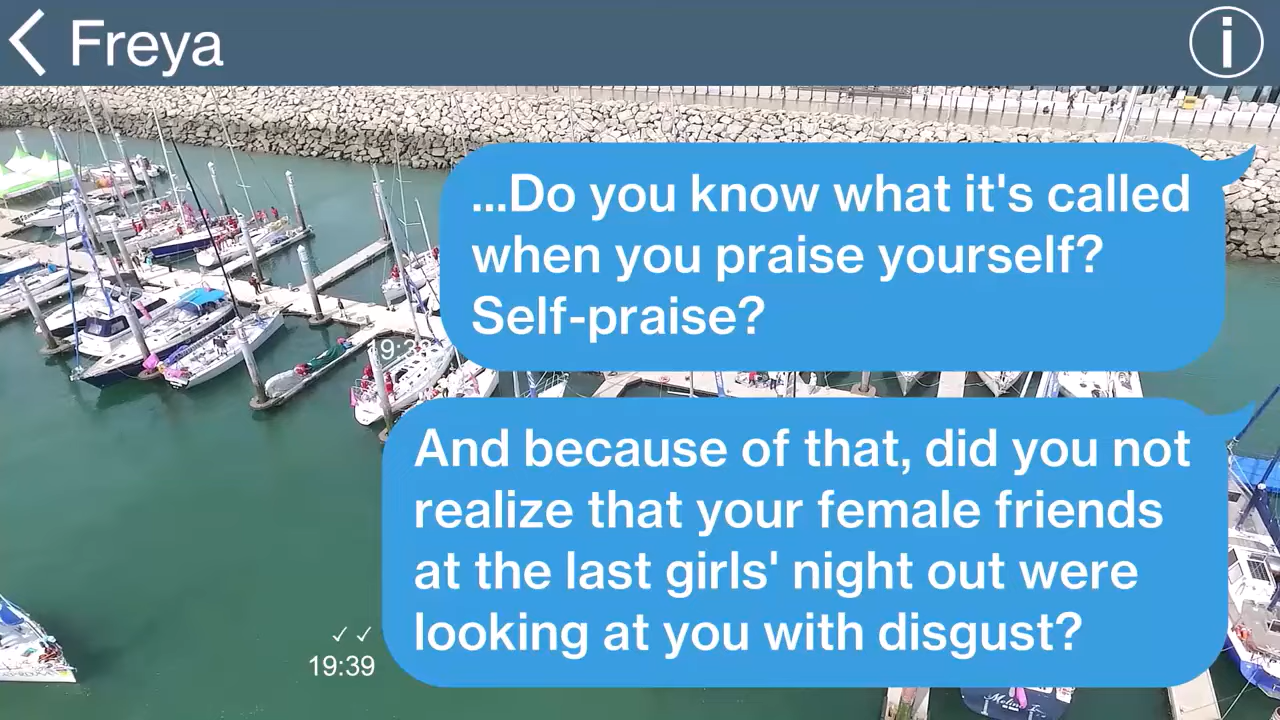 Freya
i
...Do you know what it's called
when you praise yourself?
Self-praise?
And because of that, did you not
realize that your female friends
at the last girls' night out were
looking at you with disgust?
✓✓
19:39